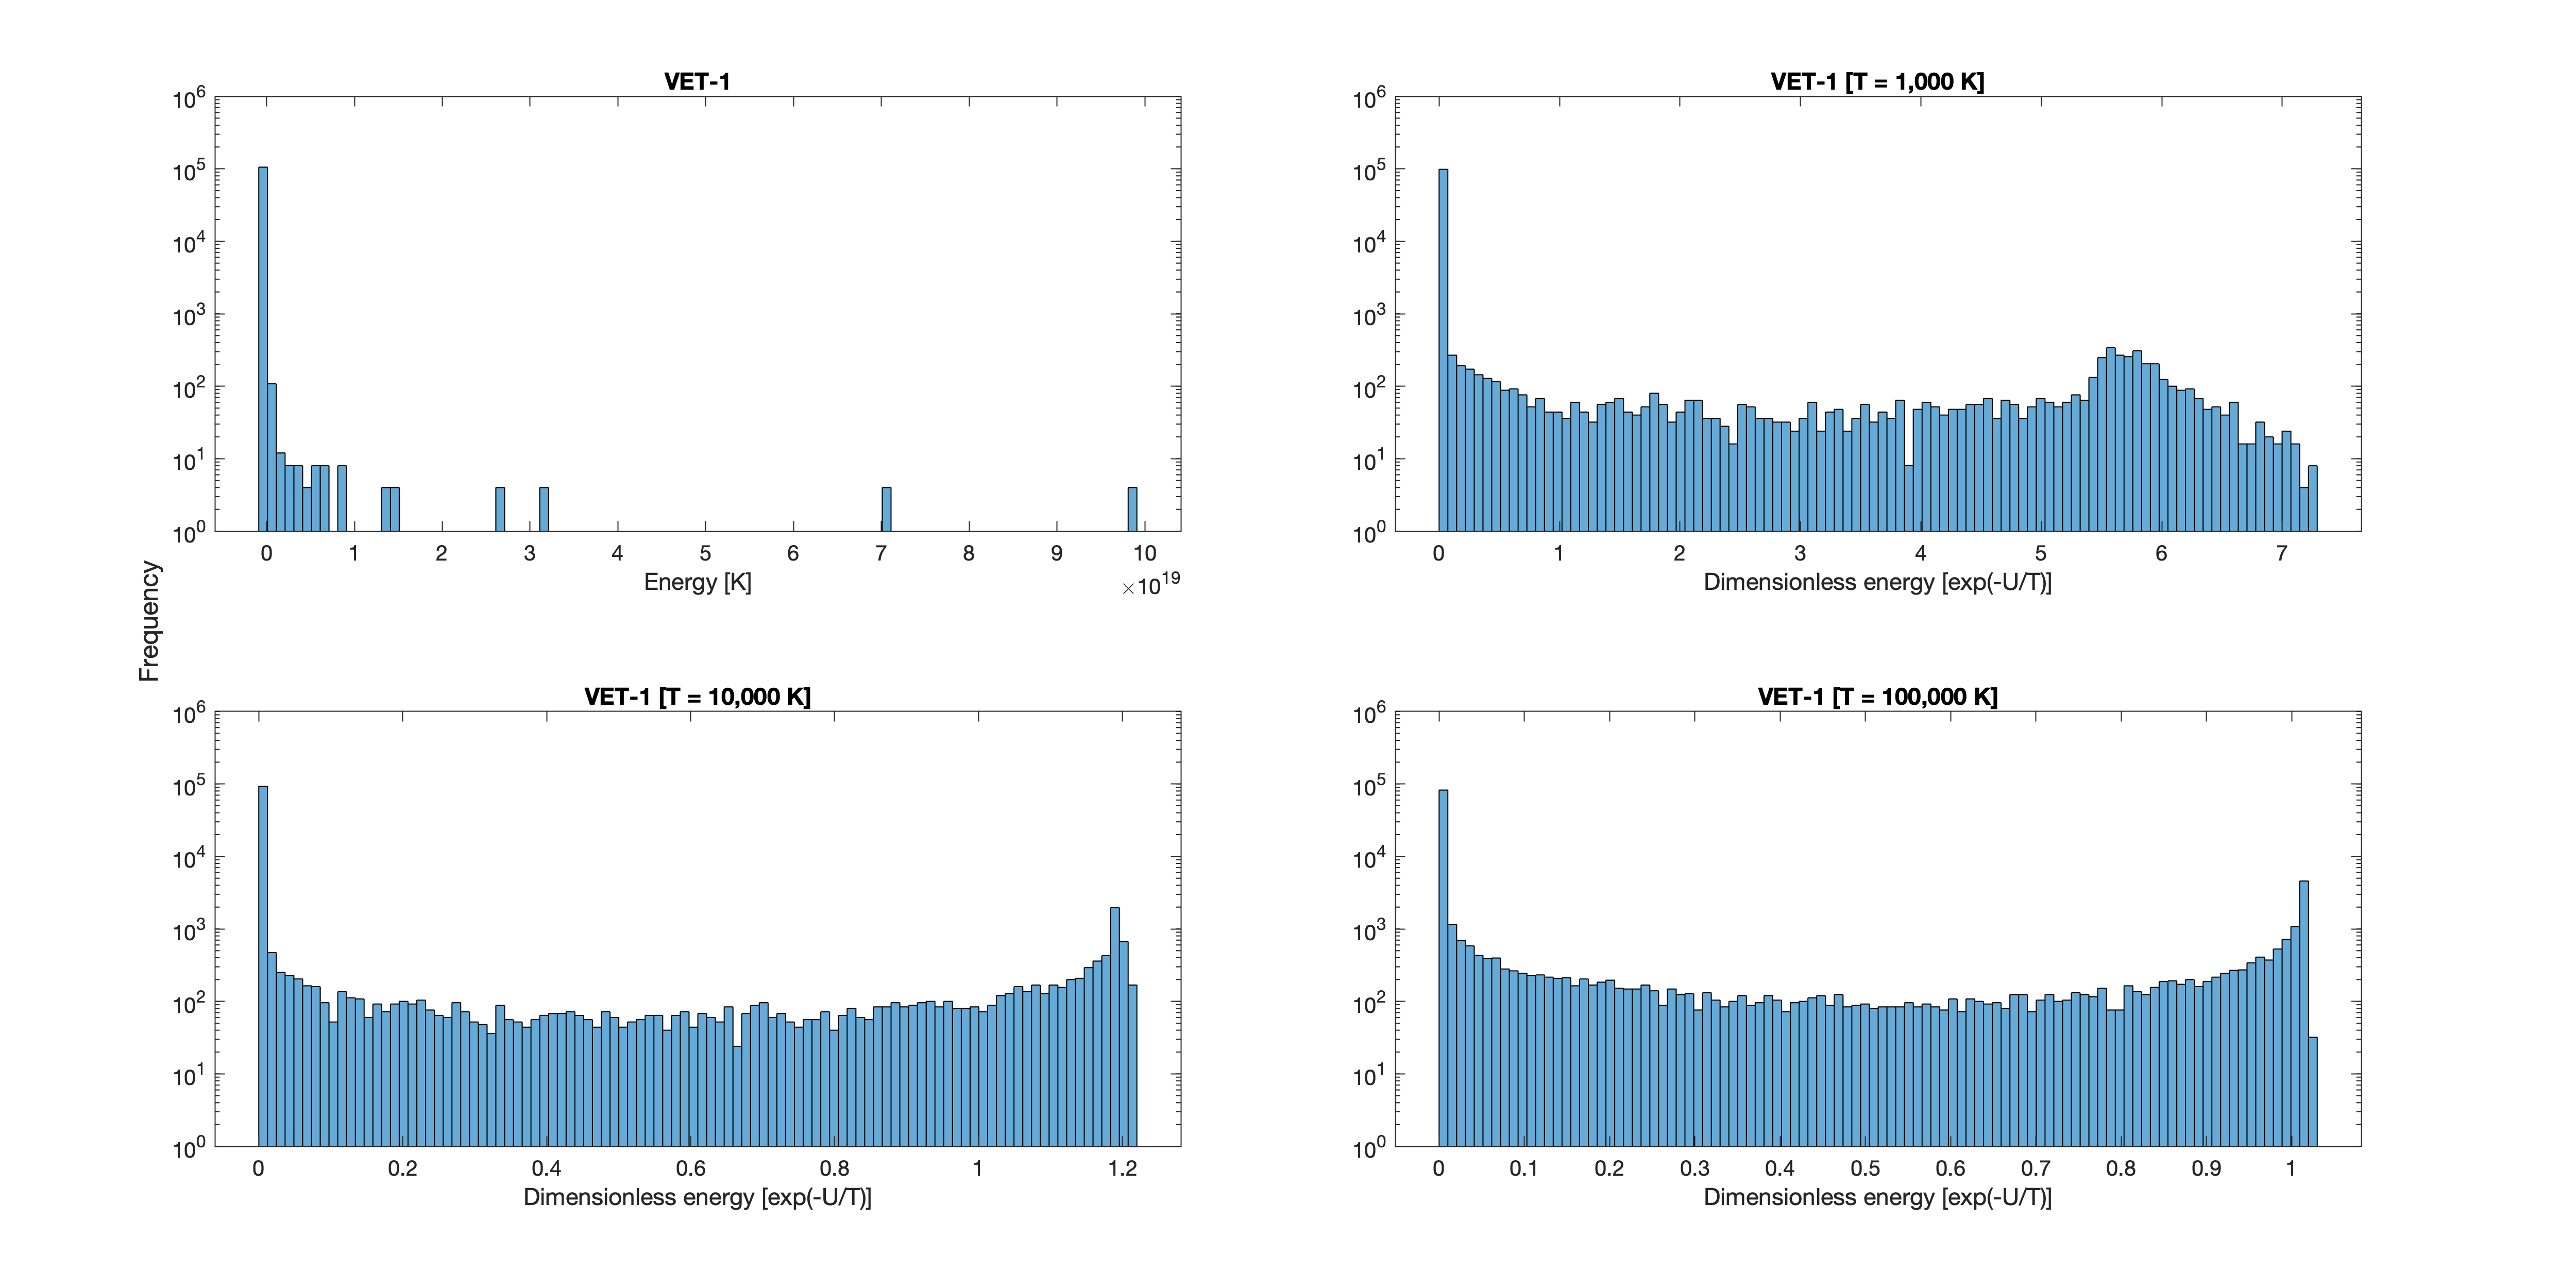 VET-1
10^6
10^5
10^4
10^3
10^2
10^1
10^0
0 1 2 3 4 5 6 7 8 9 10
Energy [K]
×10^19
VET-1 [T = 1,000 K]
10^6
10^5
10^4
10^3
10^2
10^1
10^0
0 1 2 3 4 5 6 7
Dimensionless energy [exp(-U/T)]
Frequency
VET-1 [T = 10,000 K]
10^6
10^5
10^4
10^3
10^2
10^1
10^0
0 0.2 0.4 0.6 0.8 1 1.2
Dimensionless energy [exp(-U/T)]
VET-1 [T = 100,000 K]
10^6
10^5
10^4
10^3
10^2
10^1
10^0
0 0.1 0.2 0.3 0.4 0.5 0.6 0.7 0.8 0.9 1
Dimensionless energy [exp(-U/T)]